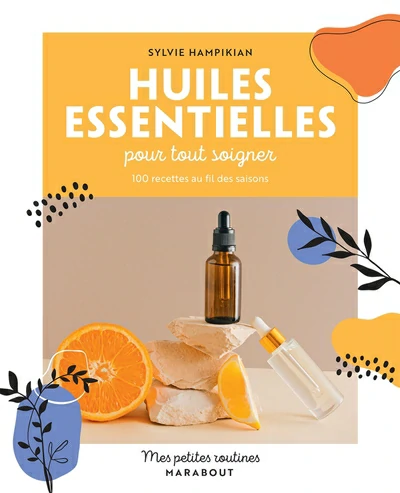 SYLVIE HAMPIKIAN
HUILES
ESSENTIELLES
pour tout soigner
100 recettes au fil des saisons
Mes petites routines
MARABOUT